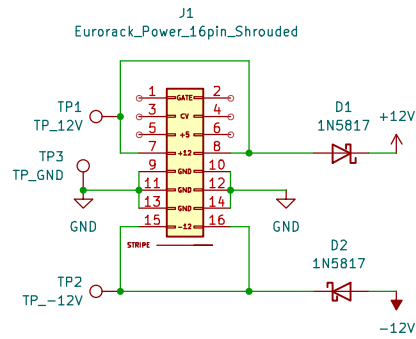 J1
Eurorack_Power_16pin_Shrouded
1 GATE 2
3 CV 4
5 +5 6
7 +12 8
9 GND 10
11 GND 12
13 GND 14
15 -12 16
STRIPE
TP1
TP_12V
TP3
TP_GND
GND
GND
D1
1N5817
+12V
TP2
TP_-12V
D2
1N5817
-12V